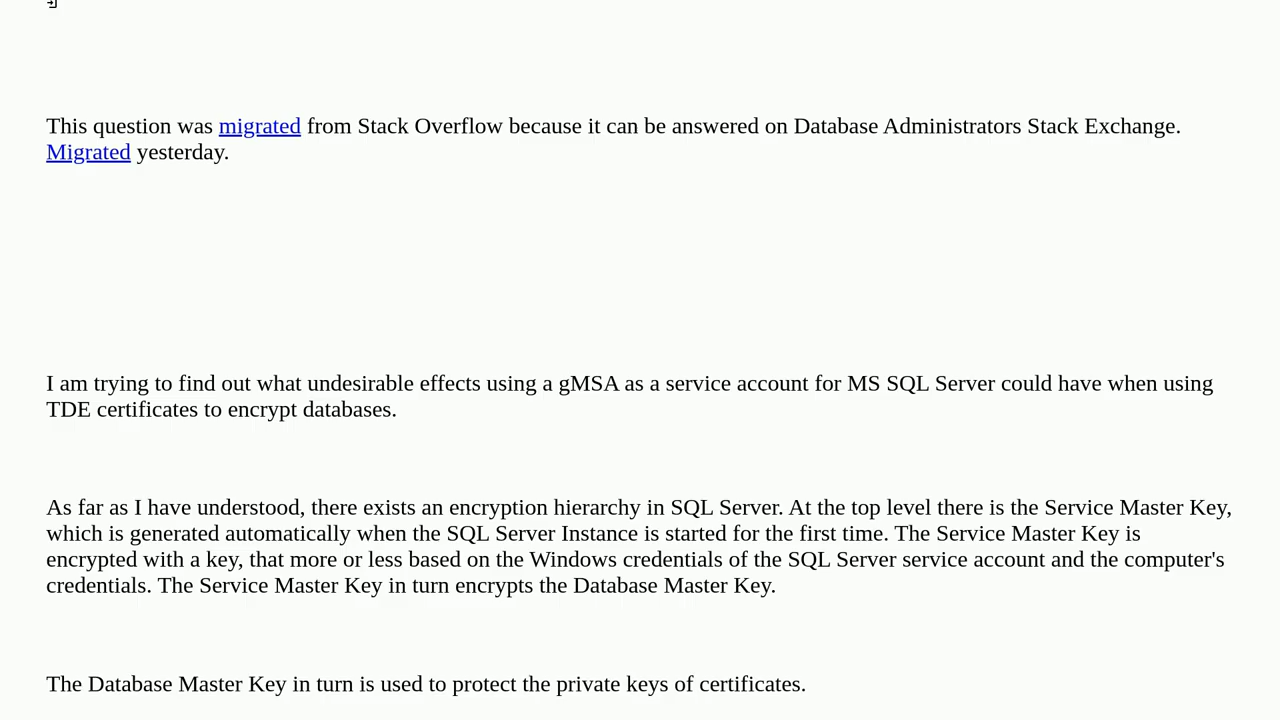 This question was migrated from Stack Overflow because it can be answered on Database Administrators Stack Exchange.
Migrated yesterday.
I am trying to find out what undesirable effects using a gMSA as a service account for MS SQL Server could have when using
TDE certificates to encrypt databases.
As far as I have understood, there exists an encryption hierarchy in SQL Server. At the top level there is the Service Master Key,
which is generated automatically when the SQL Server Instance is started for the first time. The Service Master Key is
encrypted with a key, that more or less based on the Windows credentials of the SQL Server service account and the computer's
credentials. The Service Master Key in turn encrypts the Database Master Key.
The Database Master Key in turn is used to protect the private keys of certificates.